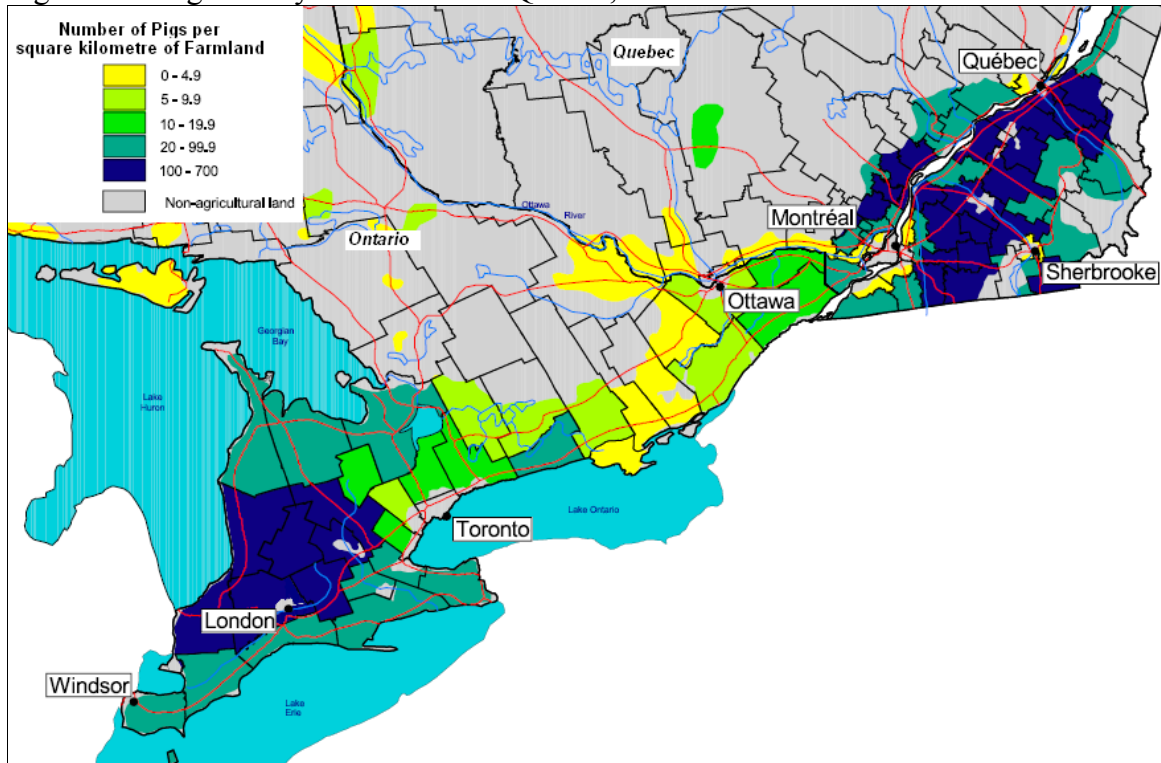 Number of Pigs per
square kilometre of Farmland
0 - 4.9
5 - 9.9
10 - 19.9
20 - 99.9
100 - 700
Non-agricultural land
Quebec
Québec
Ottawa
River
Montréal
Ontario
Sherbrooke
Ottawa
Georgian
Bay
Lake
Huron
Toronto
Lake Ontario
London
Windsor
Lake
Erie